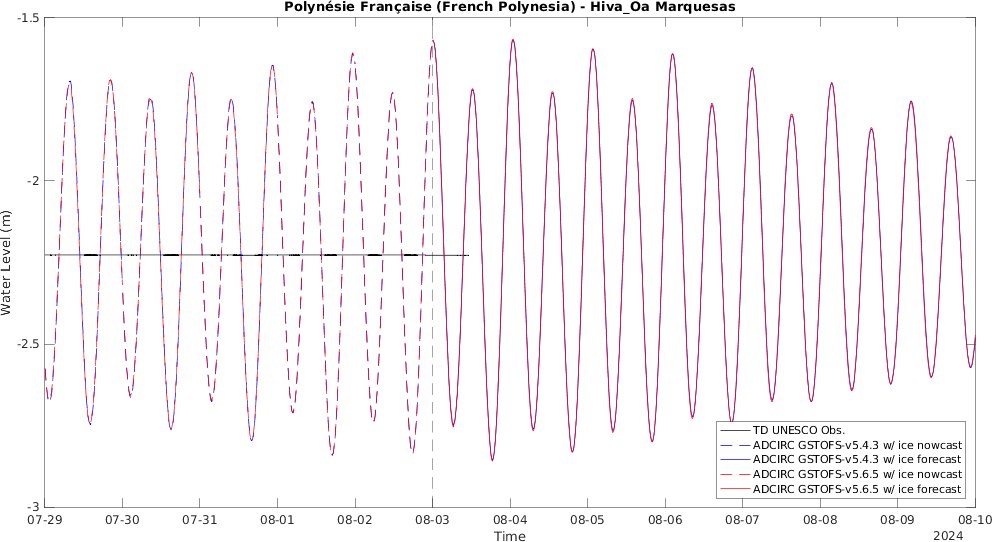 Polynésie Française (French Polynesia) - Hiva_Oa Marquesas
-1.5
-2
-2.5
-3
Water Level (m)
07-29 07-30 07-31 08-01 08-02 08-03 08-04 08-05 08-06 08-07 08-08 08-09 08-10
Time
2024
TD UNESCO Obs.
ADCIRC GSTOFS-v5.4.3 w/ ice nowcast
ADCIRC GSTOFS-v5.4.3 w/ ice forecast
ADCIRC GSTOFS-v5.6.5 w/ ice nowcast
ADCIRC GSTOFS-v5.6.5 w/ ice forecast